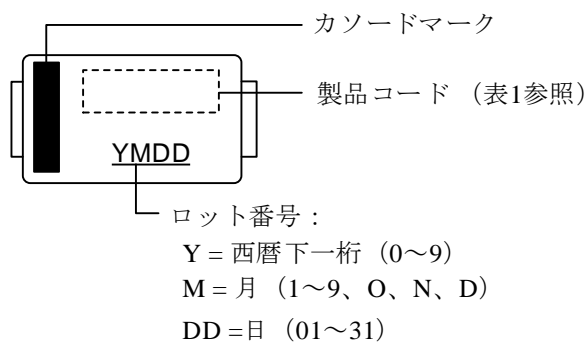 カソードマーク
製品コード （表1参照）
YMDD
ロット番号：
Y = 西暦下一桁（0～9）
M = 月（1～9、O、N、D）
DD =日（01～31）